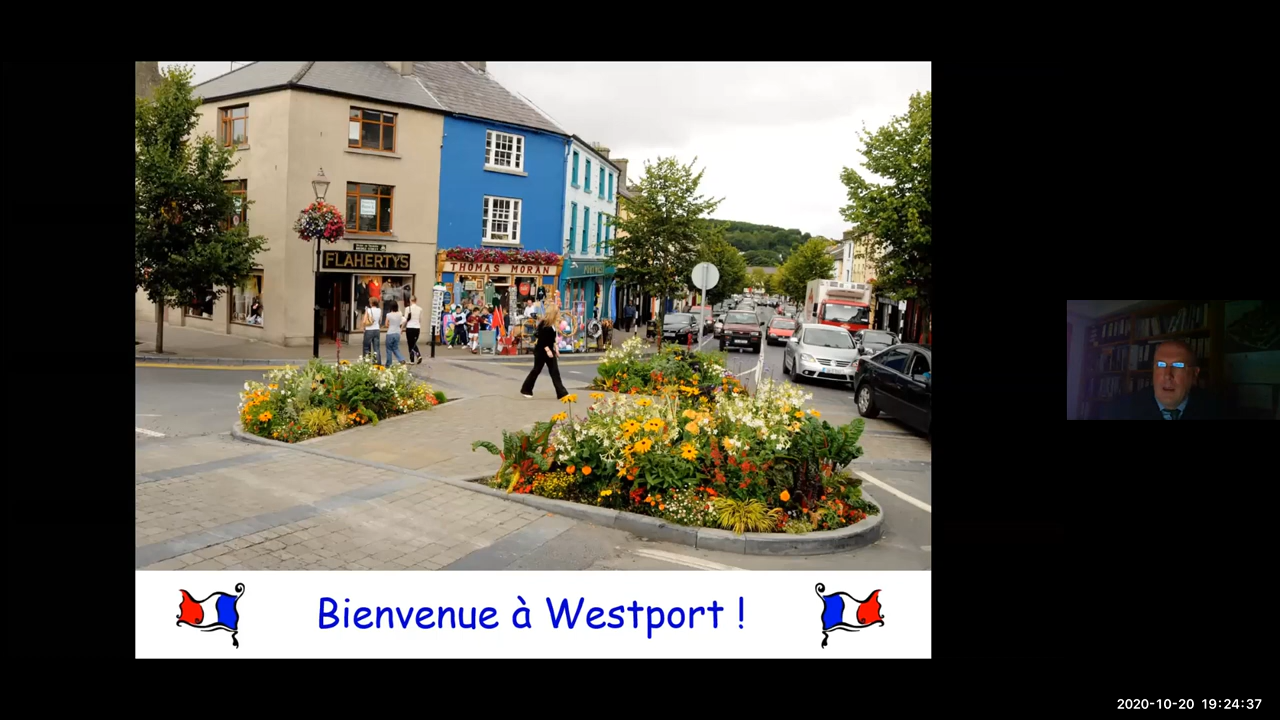 FLAHERTYS
THOMAS MORAN
Bienvenue à Westport !
2020-10-20 19:24:37